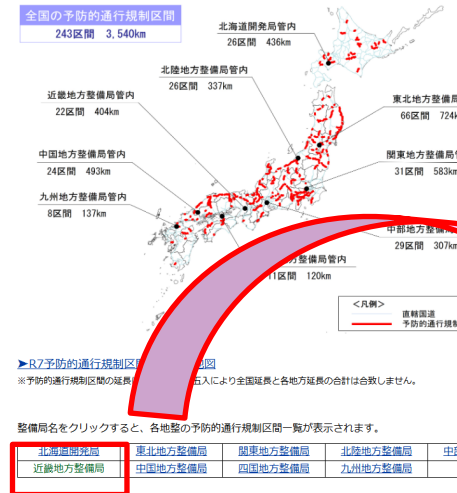 全国の予防的通行規制区間
243区間 3,540km
北海道開発局管内
26区間 436km
北陸地方整備局管内
26区間 337km
近畿地方整備局管内
22区間 404km
東北地方整備局
66区間 724k
中国地方整備局管内
24区間 493km
関東地方整備局管
31区間 583km
九州地方整備局管内
8区間 137km
中部地方整備局
29区間 307km
方整備局管内
11区間 120km
<凡例>
直轄国道
予防的通行規制
➤R7予防的通行規制区間 図
※予防的通行規制区間の延長 五入により全国延長と各地方延長の合計は合致しません。
整備局名をクリックすると、各地整の予防的通行規制区間一覧が表示されます。
北海道開発局 東北地方整備局 関東地方整備局 北陸地方整備局 中
近畿地方整備局 中国地方整備局 四国地方整備局 九州地方整備局